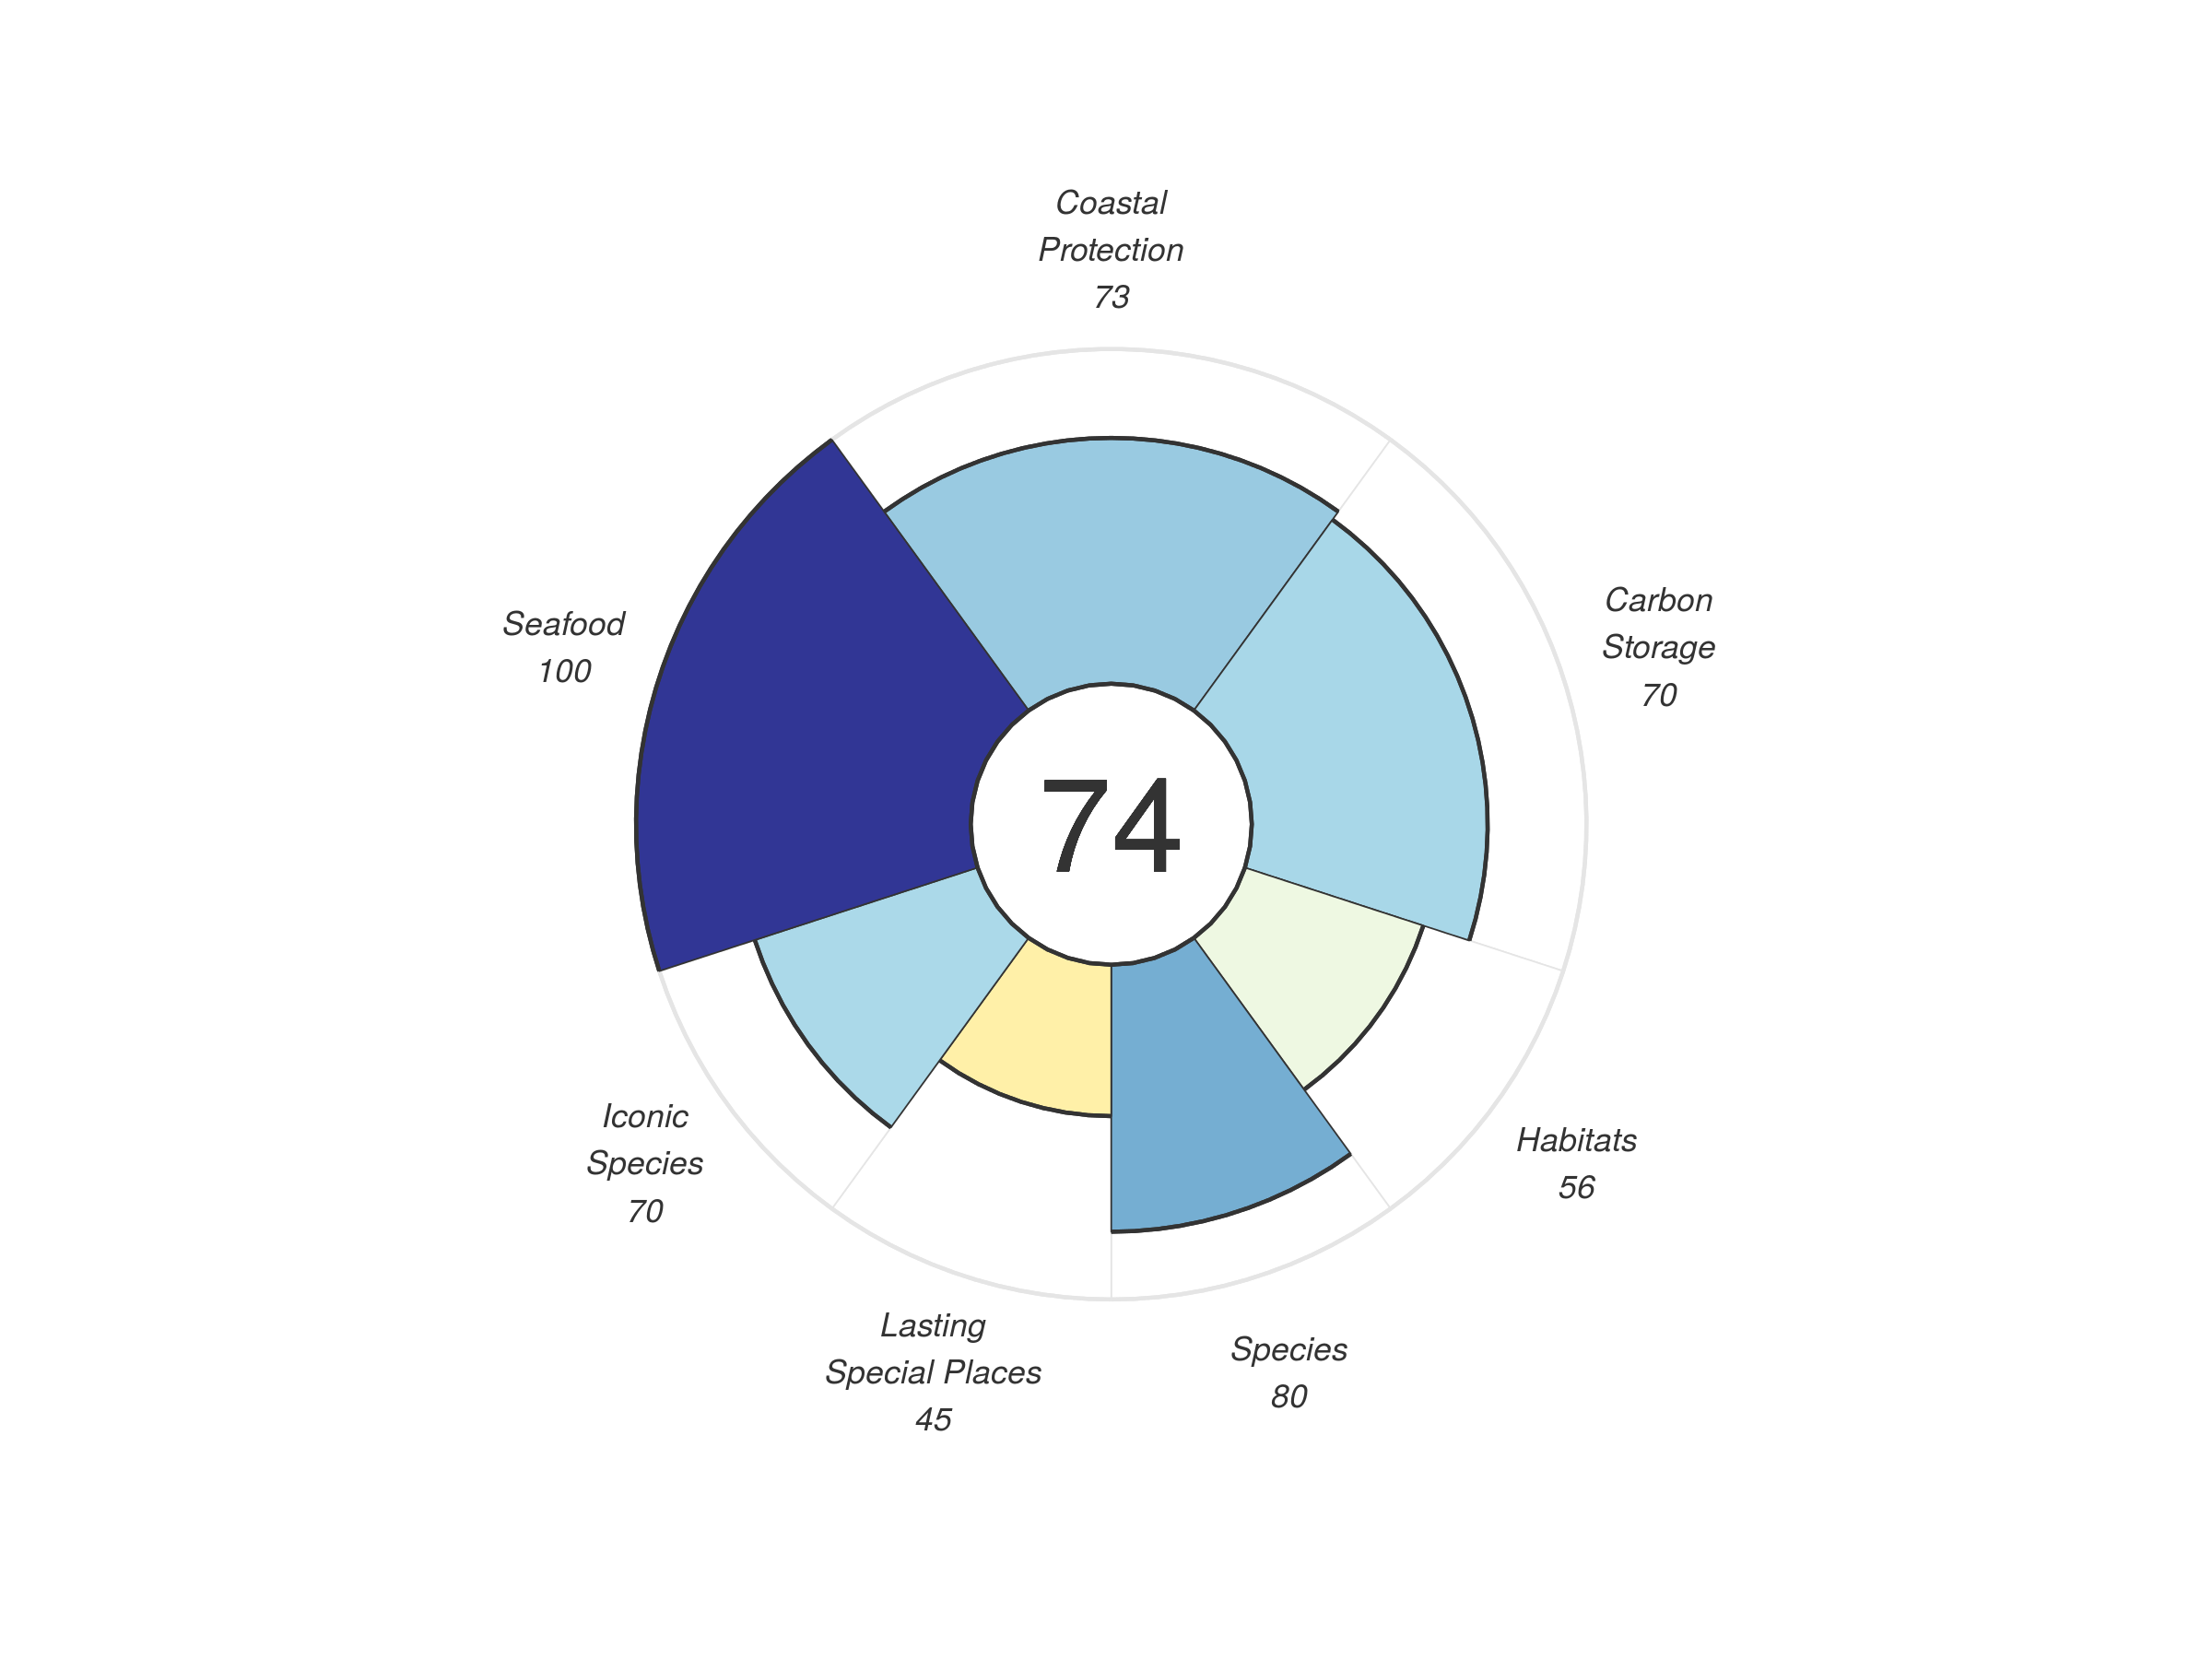 Coastal
Protection
73
Carbon
Storage
70
Seafood
100
74
Iconic
Species
70
Habitats
56
Lasting
Special Places
45
Species
80